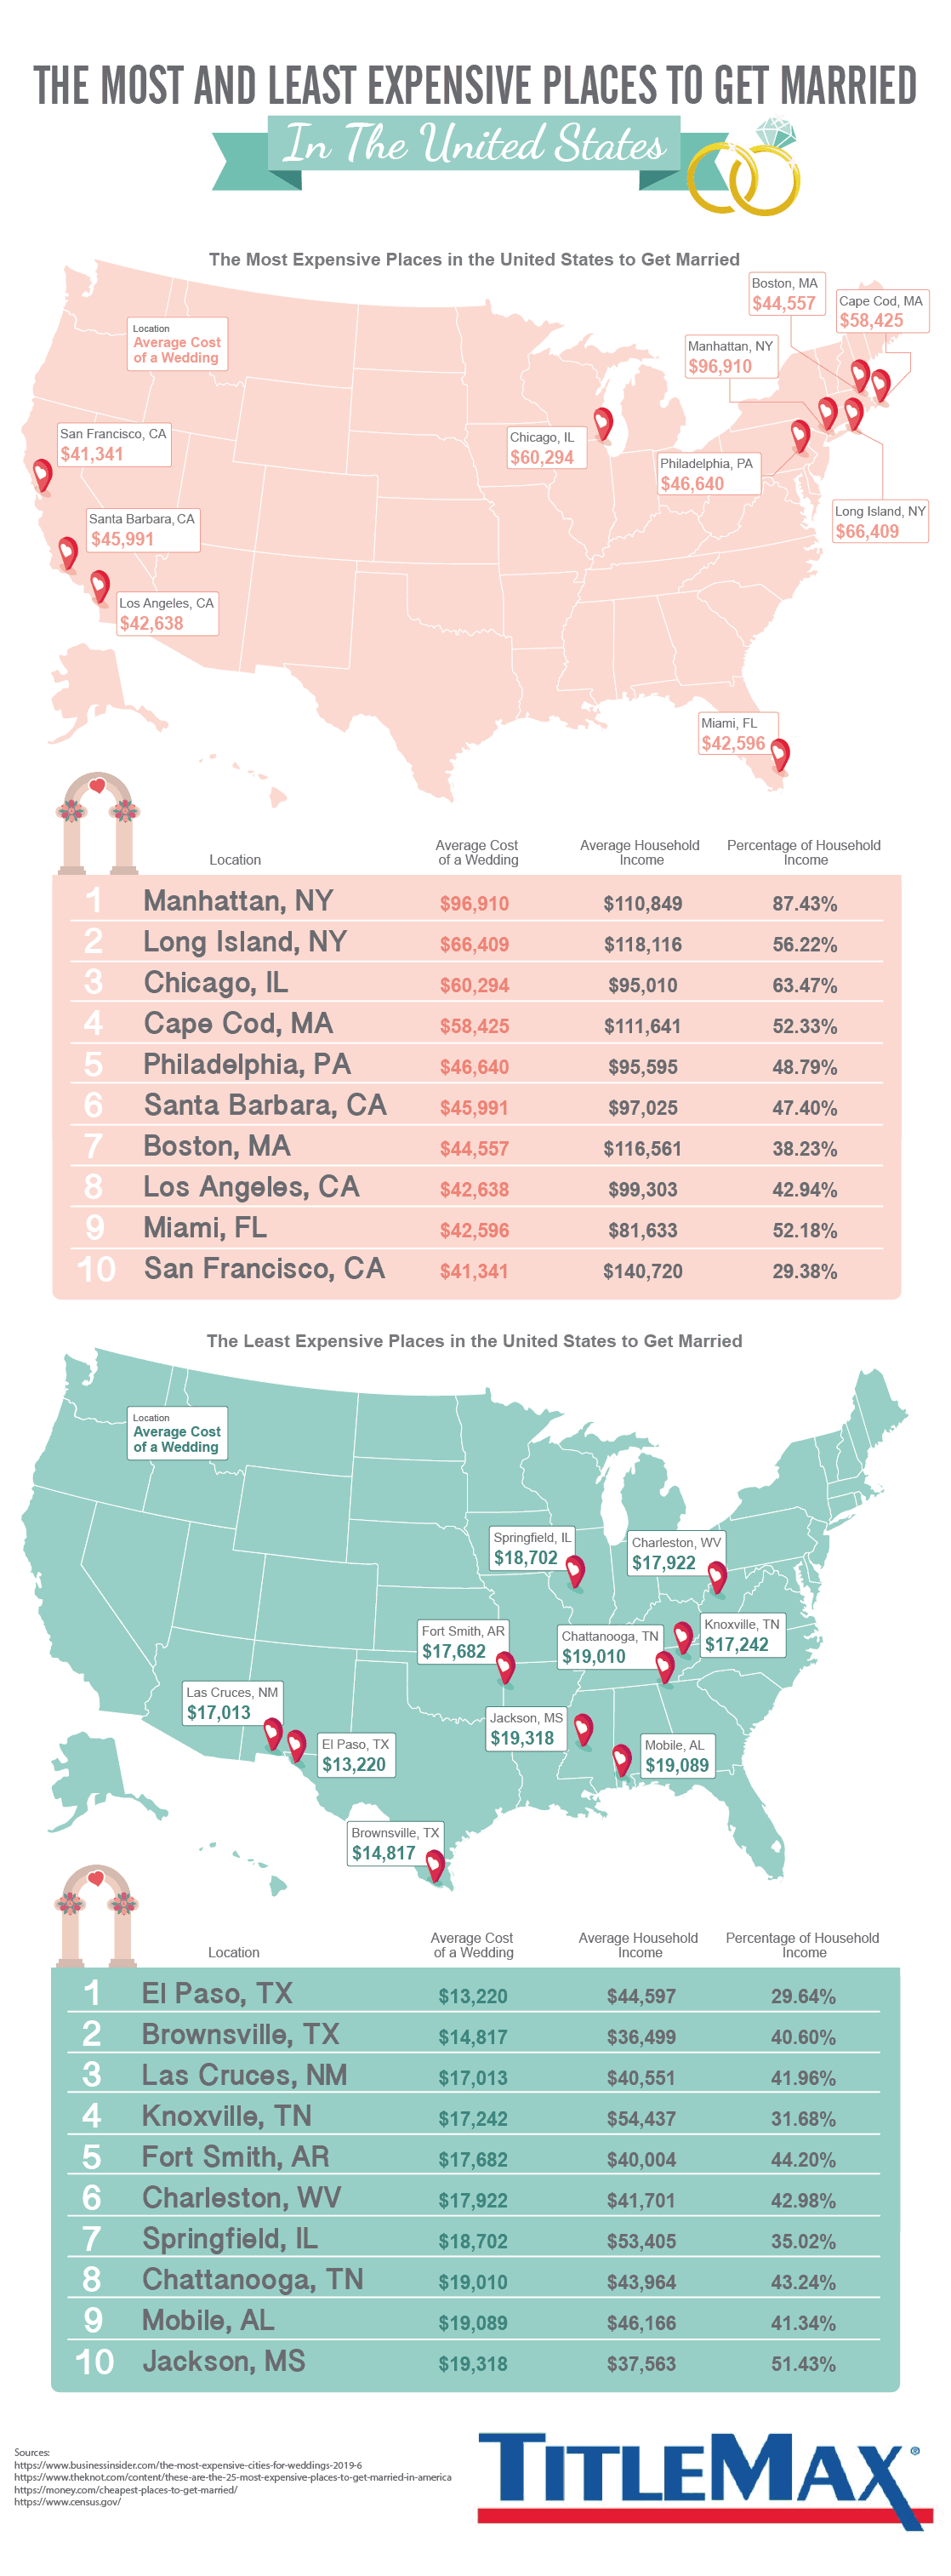 THE MOST AND LEAST EXPENSIVE PLACES TO GET MARRIED
In The United States
The Most Expensive Places in the United States to Get Married
Boston, MA
$44,557
Cape Cod, MA
$58,425
Location
Average Cost
of a Wedding
Manhattan, NY
$96,910
San Francisco, CA
$41,341
Chicago, IL
$60,294
Philadelphia, PA
$46,640
Long Island, NY
$66,409
Santa Barbara, CA
$45,991
Los Angeles, CA
$42,638
Miami, FL
$42,596
Location Average Cost of a Wedding Average Household Income Percentage of Household Income
1 Manhattan, NY $96,910 $110,849 87.43%
2 Long Island, NY $66,409 $118,116 56.22%
3 Chicago, IL $60,294 $95,010 63.47%
4 Cape Cod, MA $58,425 $111,641 52.33%
5 Philadelphia, PA $46,640 $95,595 48.79%
6 Santa Barbara, CA $45,991 $97,025 47.40%
7 Boston, MA $44,557 $116,561 38.23%
8 Los Angeles, CA $42,638 $99,303 42.94%
9 Miami, FL $42,596 $81,633 52.18%
10 San Francisco, CA $41,341 $140,720 29.38%
The Least Expensive Places in the United States to Get Married
Location
Average Cost
of a Wedding
Springfield, IL
$18,702
Charleston, WV
$17,922
Fort Smith, AR
$17,682
Chattanooga, TN
$19,010
Knoxville, TN
$17,242
Las Cruces, NM
$17,013
El Paso, TX
$13,220
Jackson, MS
$19,318
Mobile, AL
$19,089
Brownsville, TX
$14,817
Location Average Cost of a Wedding Average Household Income Percentage of Household Income
1 El Paso, TX $13,220 $44,597 29.64%
2 Brownsville, TX $14,817 $36,499 40.60%
3 Las Cruces, NM $17,013 $40,551 41.96%
4 Knoxville, TN $17,242 $54,437 31.68%
5 Fort Smith, AR $17,682 $40,004 44.20%
6 Charleston, WV $17,922 $41,701 42.98%
7 Springfield, IL $18,702 $53,405 35.02%
8 Chattanooga, TN $19,010 $43,964 43.24%
9 Mobile, AL $19,089 $46,166 41.34%
10 Jackson, MS $19,318 $37,563 51.43%
Sources:
https://www.businessinsider.com/the-most-expensive-cities-for-weddings-2019-6
https://www.theknot.com/content/these-are-the-25-most-expensive-places-to-get-married-in-america
https://money.com/cheapest-places-to-get-married/
https://www.census.gov/
TITLEMAX®